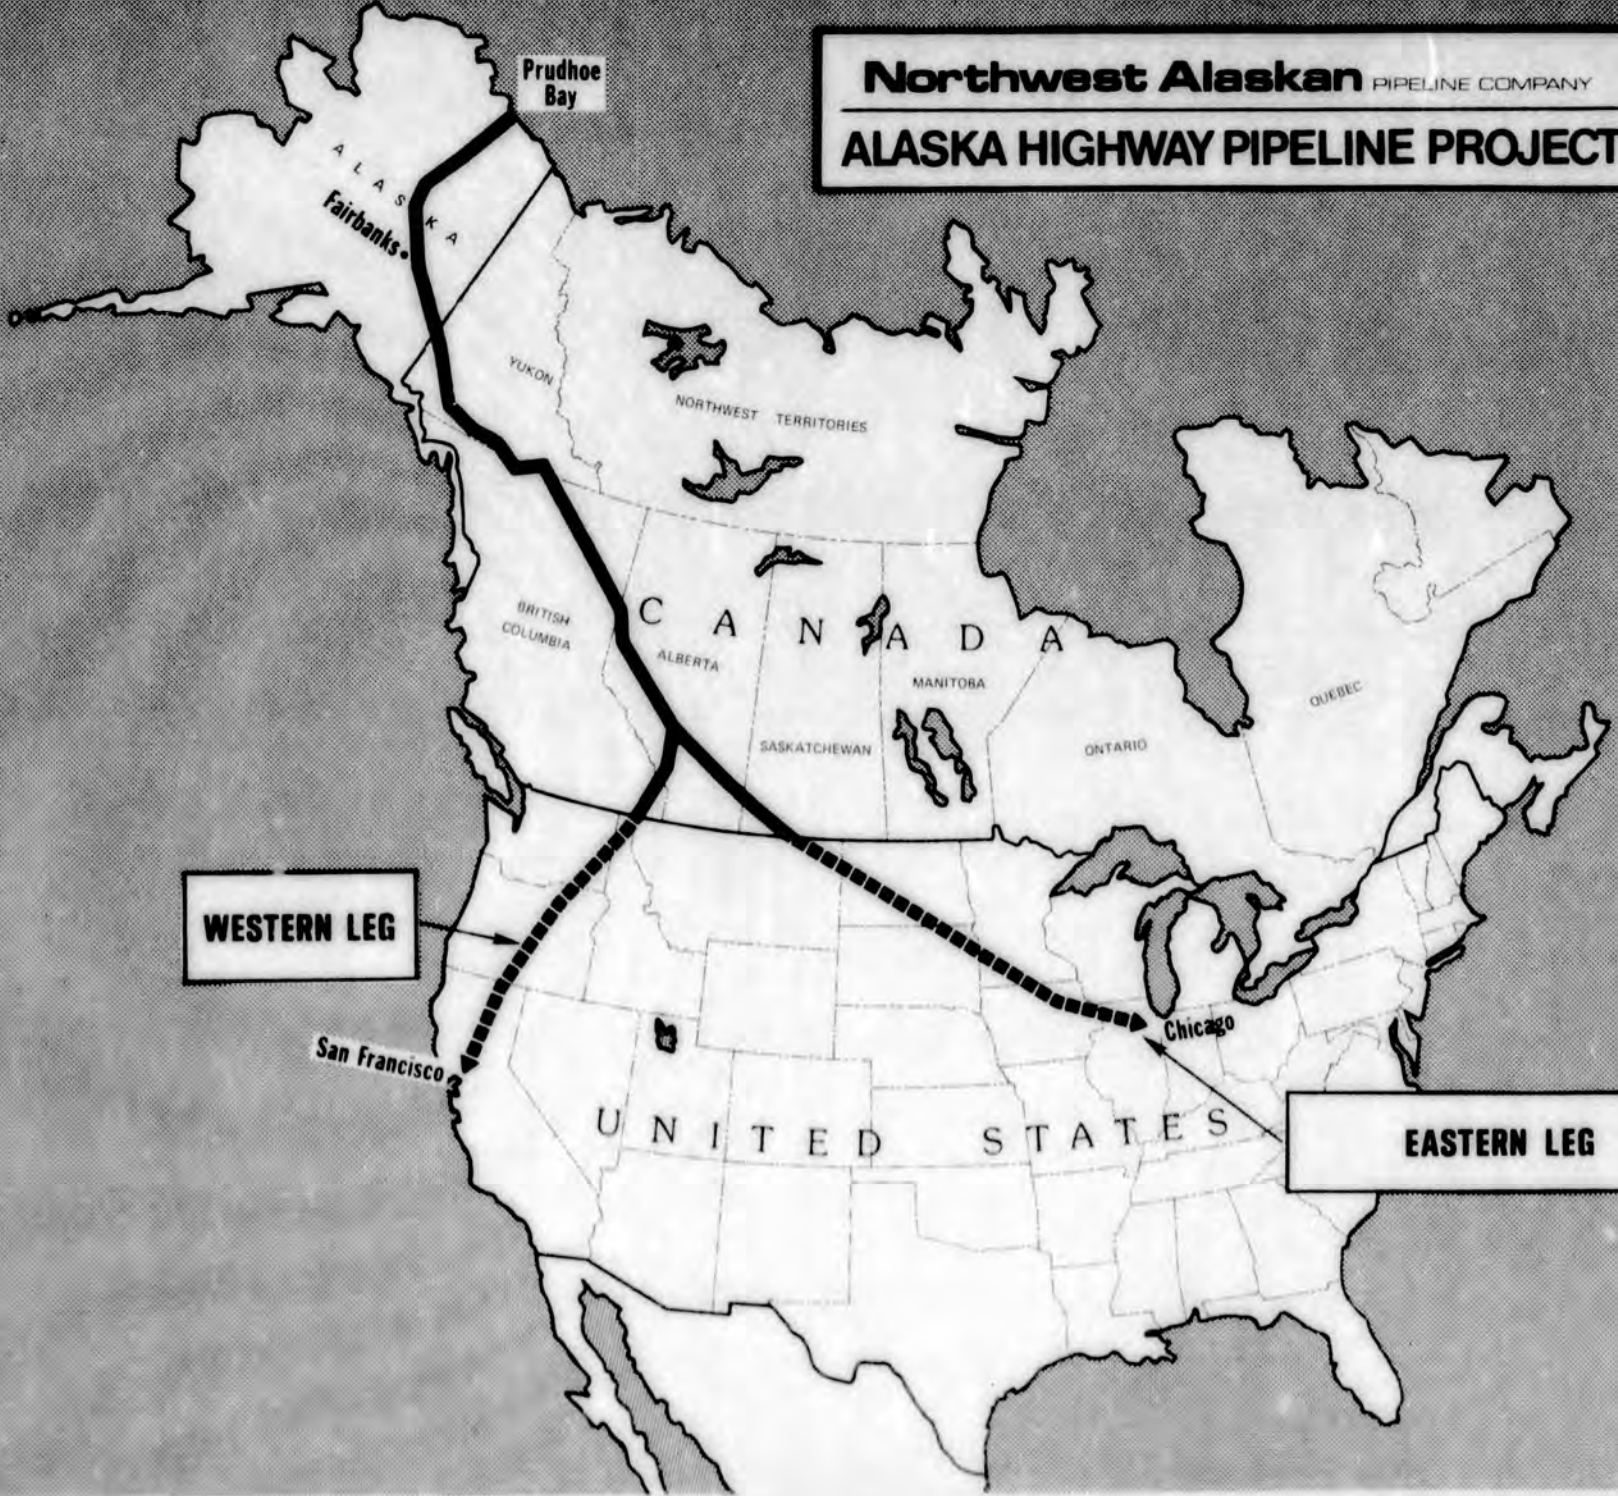 Northwest Alaskan PIPELINE COMPANY
ALASKA HIGHWAY PIPELINE PROJECT
Prudhoe
Bay
ALASKA
Fairbanks
YUKON
NORTHWEST TERRITORIES
BRITISH
COLUMBIA
CANADA
ALBERTA
MANITOBA
SASKATCHEWAN
ONTARIO
QUEBEC
WESTERN LEG
San Francisco
Chicago
UNITED STATES
EASTERN LEG